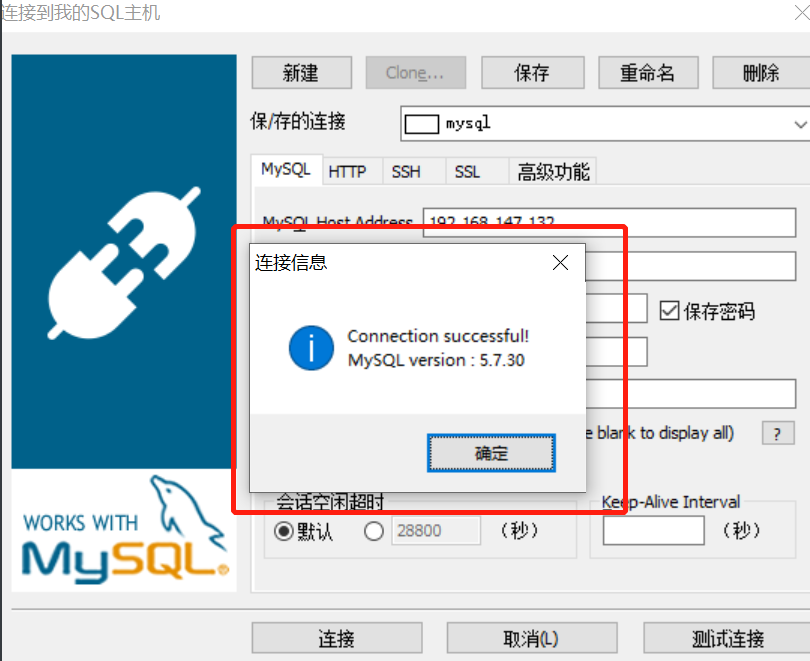 连接到我的SQL主机
新建
Clone...
保存
重命名
删除
保/存的连接
mysql
MySQL HTTP SSH SSL 高级功能
MySQL Host Address 192.168.147.132
连接信息
保存密码
Connection successful!
MySQL version : 5.7.30
blank to display all)
?
确定
会话空闲超时
Keep-Alive Interval
默认 28800 (秒)
(秒)
WORKS WITH
MySQL®
连接
取消(L)
测试连接